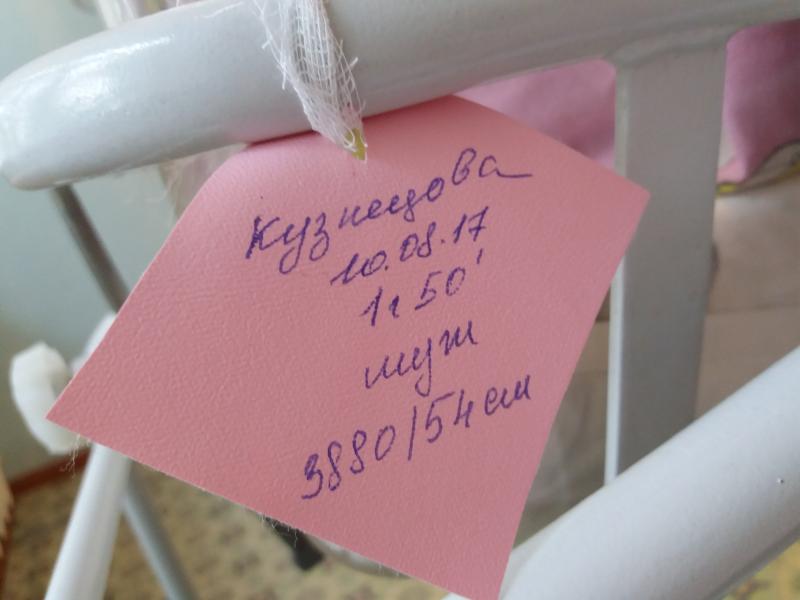 Кузнецова
10.08.17
1ч 50'
муж
3880/54см